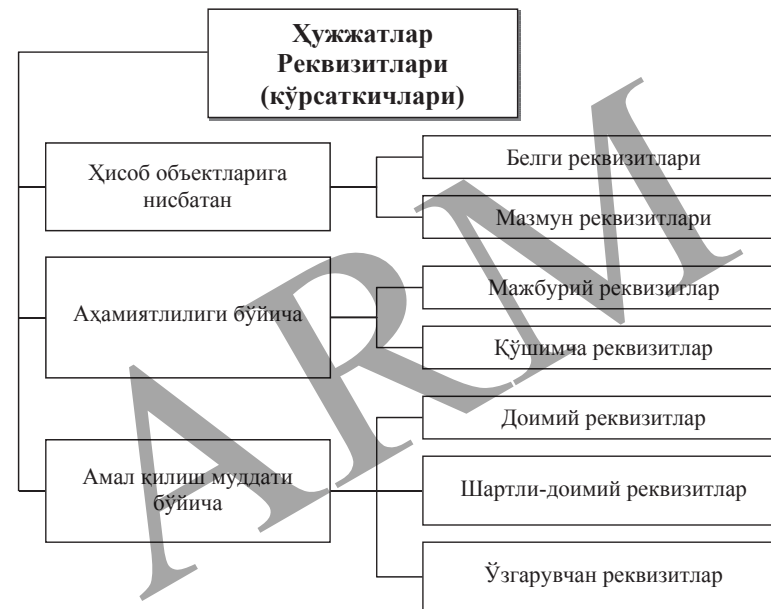 Ҳужжатлар
Реквизитлари
(кўрсаткичлари)
Ҳисоб объектларига
нисбатан
Белги реквизитлари
Мазмун реквизитлари
Аҳамиятлилиги бўйича
Мажбурий реквизитлар
Қўшимча реквизитлар
Амал қилиш муддати
бўйича
Доимий реквизитлар
Шартли-доимий реквизитлар
Ўзгарувчан реквизитлар
ARM